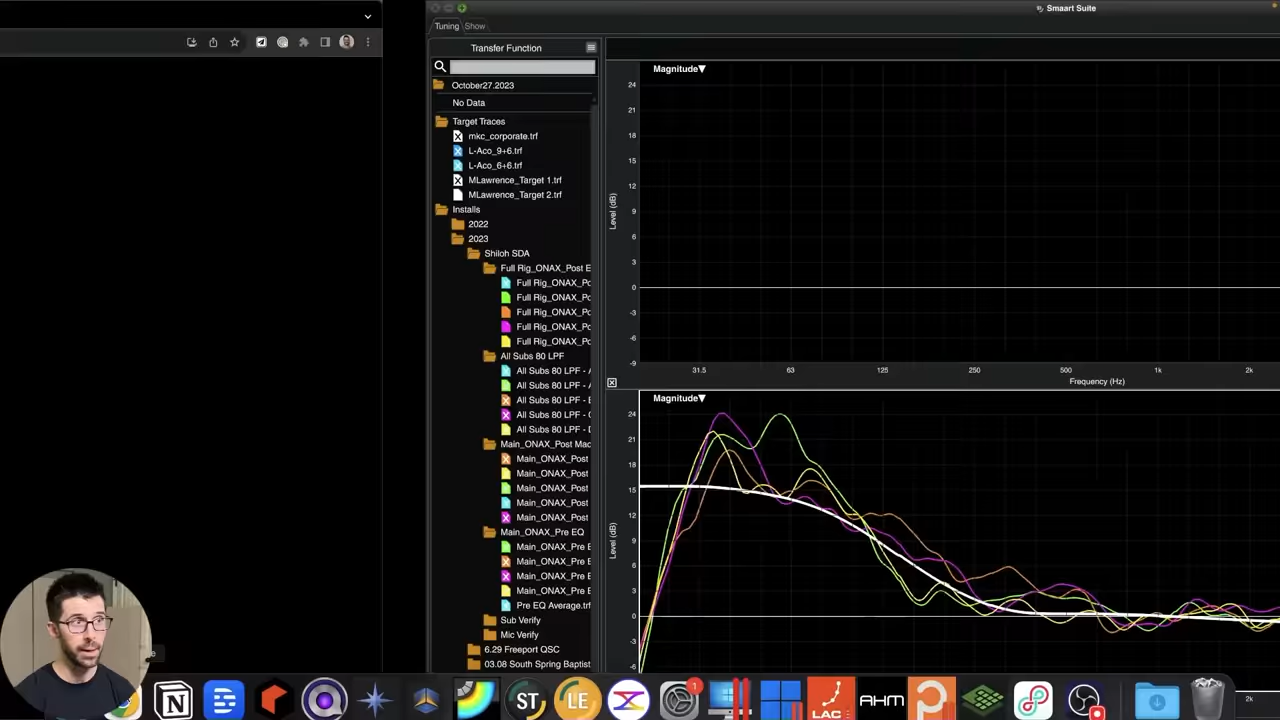 Smaart Suite
Tuning Show
Transfer Function
October27.2023
No Data
Target Traces
mkc_corporate.trf
L-Aco_9+6.trf
L-Aco_6+6.trf
MLawrence_Target 1.trf
MLawrence_Target 2.trf
Installs
2022
2023
Shiloh SDA
Full Rig_ONAX_Post E
Full Rig_ONAX_Po
Full Rig_ONAX_Po
Full Rig_ONAX_Po
Full Rig_ONAX_Po
Full Rig_ONAX_Po
All Subs 80 LPF
All Subs 80 LPF - A
All Subs 80 LPF - A
All Subs 80 LPF - B
All Subs 80 LPF - C
All Subs 80 LPF - D
Main_ONAX_Post Mac
Main_ONAX_Post
Main_ONAX_Post
Main_ONAX_Post
Main_ONAX_Post
Main_ONAX_Post
Main_ONAX_Pre EQ
Main_ONAX_Pre E
Main_ONAX_Pre E
Main_ONAX_Pre E
Main_ONAX_Pre E
Pre EQ Average.trf
Sub Verify
Mic Verify
6.29 Freeport QSC
03.08 South Spring Baptist
Magnitude▼
24
21
18
15
12
9
6
3
0
-3
-6
-9
Level (dB)
31.5 63 125 250 500 1k 2k
Frequency (Hz)
Magnitude▼
24
21
18
15
12
9
6
3
0
-3
-6
Level (dB)
2k
ST
LE
1
LAC
AHM